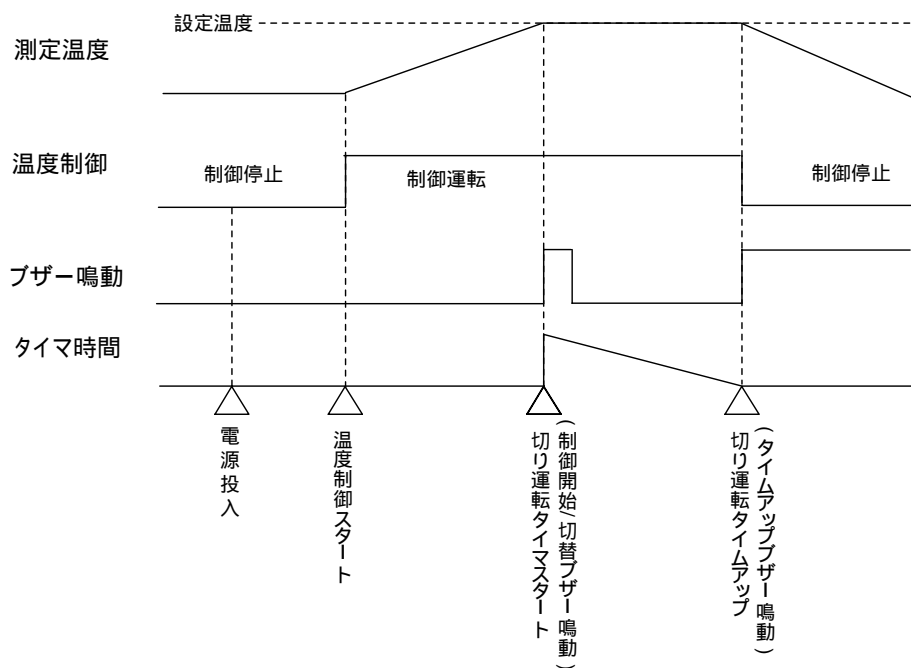 設定温度
測定温度
温度制御
制御停止
制御運転
制御停止
ブザー鳴動
タイマ時間
電源投入
温度制御スタート
切り運転タイマスタート
(制御開始/切替ブザー鳴動)
切り運転タイムアップ
(タイムアップブザー鳴動)